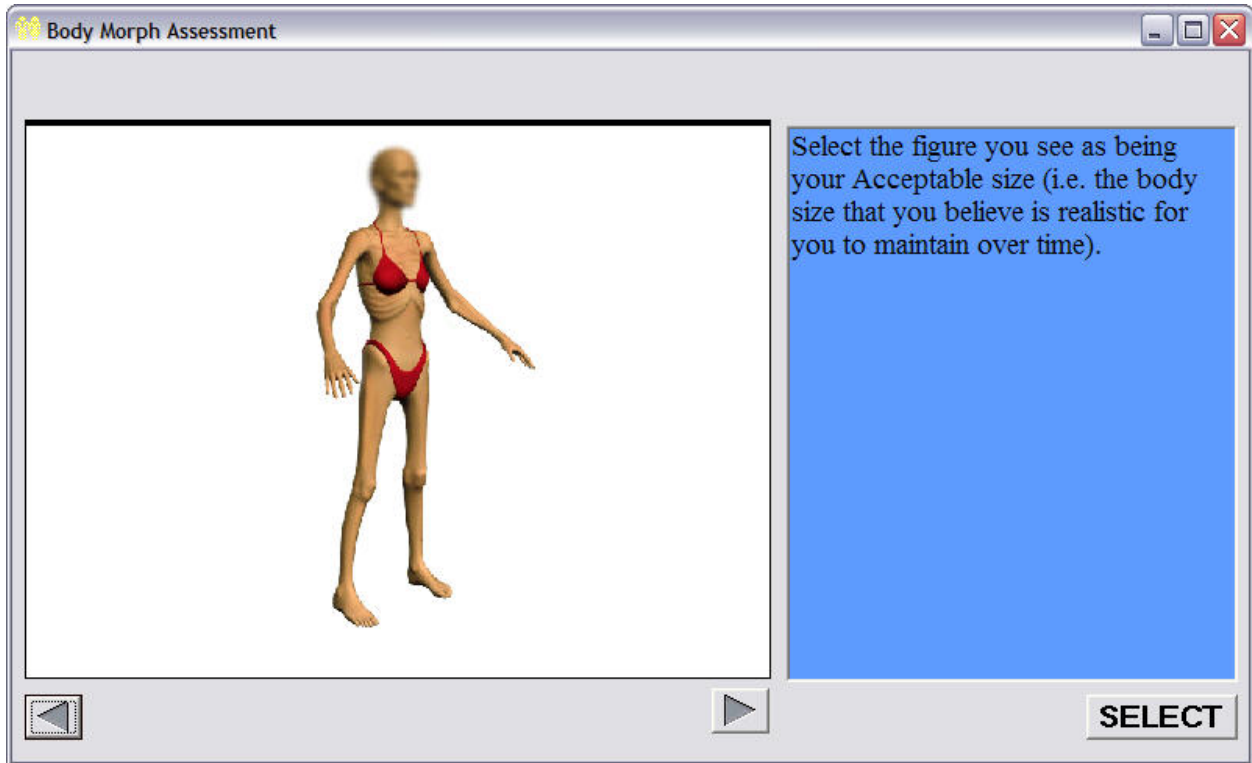 Body Morph Assessment
Select the figure you see as being
your Acceptable size (i.e. the body
size that you believe is realistic for
you to maintain over time).
SELECT